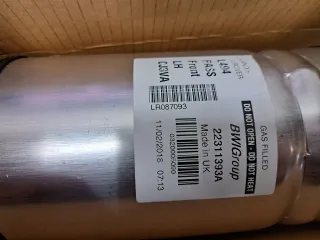 L494
PASS
Front
LH
CJ3VA
LR087093
11/02/2016 07:13
GAS FILLED
DO NOT OPEN - DO NOT HEAT
BWIGroup
22311393A
Made in UK